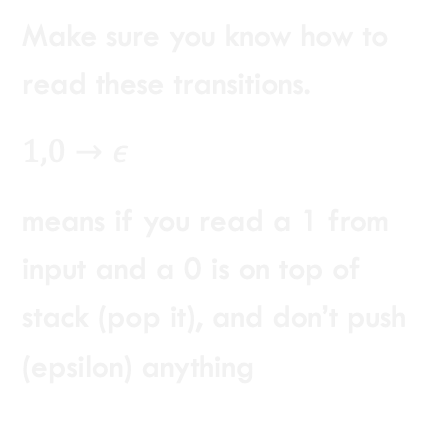 Make sure you know how to
read these transitions.
1,0 → ϵ
means if you read a 1 from
input and a 0 is on top of
stack (pop it), and don't push
(epsilon) anything